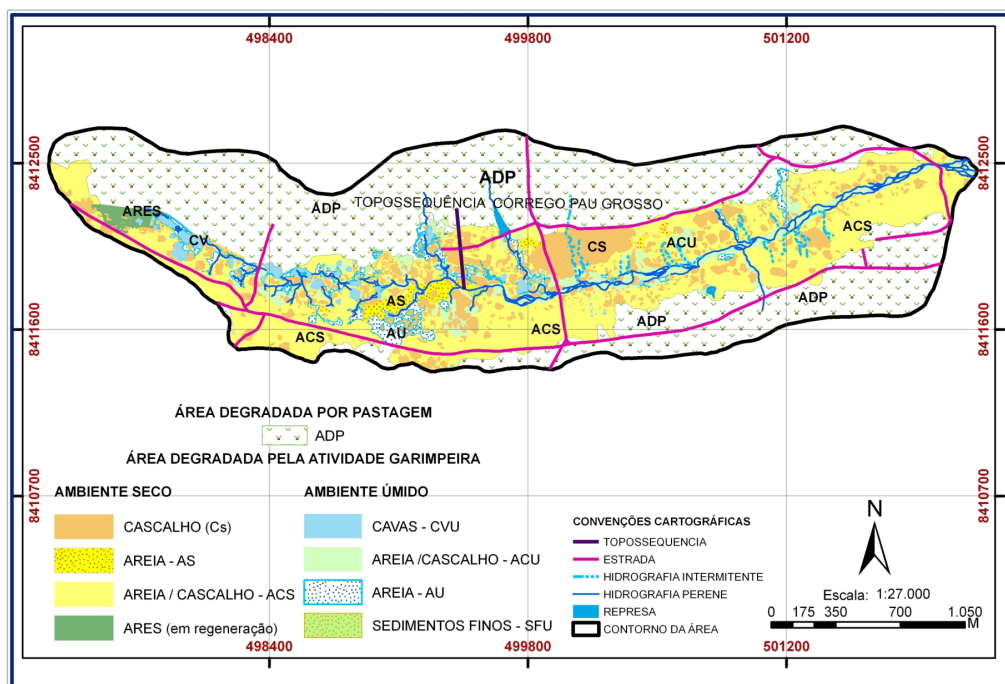 498400
499800
501200
8412500
8412500
ADP
ARES
ADP
TOPOSSEQUÊNCIA CÓRREGO PAU GROSSO
CV
CS
ACU
ACS
AS
ADP
AU
ACS
ACS
ADP
8411600
8411600
ÁREA DEGRADADA POR PASTAGEM
ADP
ÁREA DEGRADADA PELA ATIVIDADE GARIMPEIRA
AMBIENTE SECO
CASCALHO (Cs)
AREIA - AS
AREIA / CASCALHO - ACS
ARES (em regeneração)
AMBIENTE ÚMIDO
CAVAS - CVU
AREIA /CASCALHO - ACU
AREIA - AU
SEDIMENTOS FINOS - SFU
CONVENÇÕES CARTOGRÁFICAS
TOPOSSEQUENCIA
ESTRADA
HIDROGRAFIA INTERMITENTE
HIDROGRAFIA PERENE
REPRESA
CONTORNO DA ÁREA
N
Escala: 1:27.000
0 175 350 700 1.050
M
8410700
8410700
498400
499800
501200